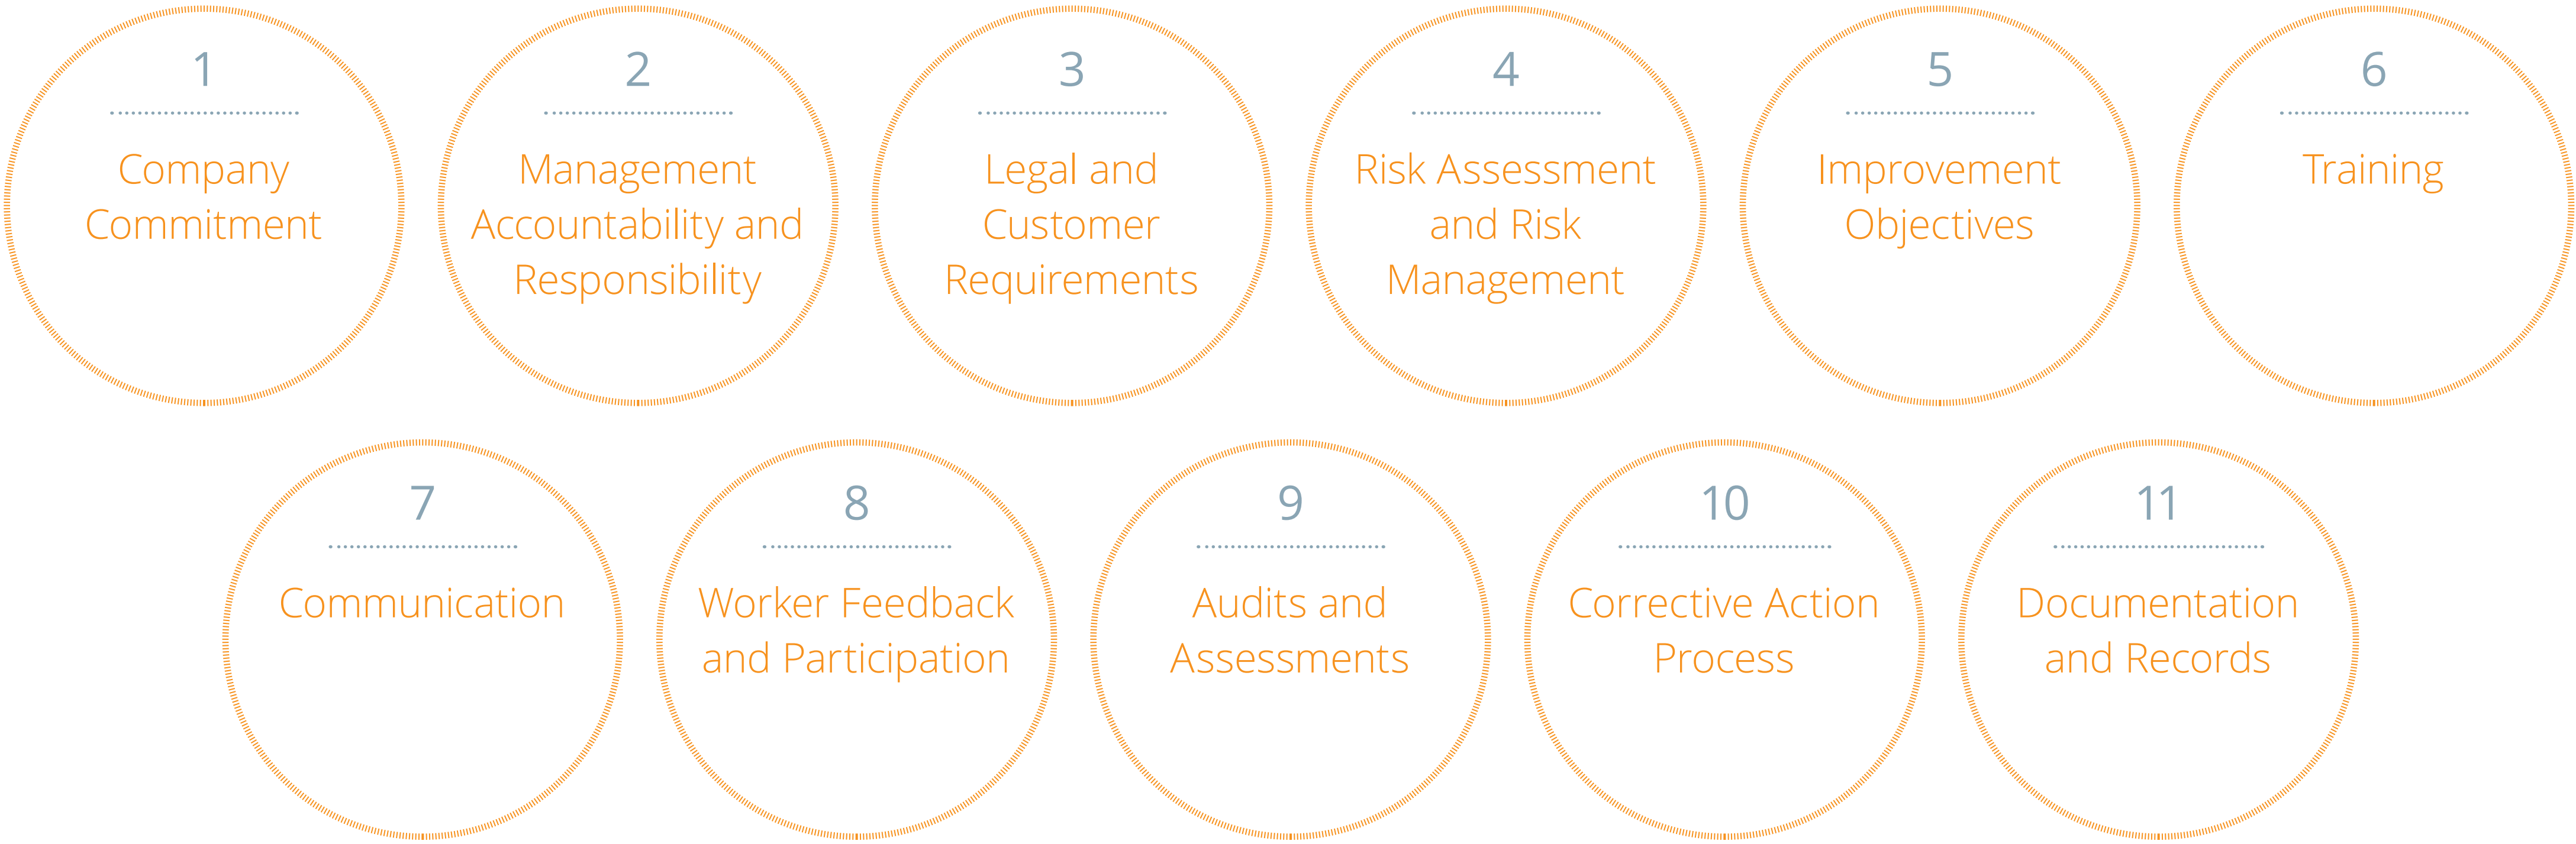 1
Company
Commitment
2
Management
Accountability and
Responsibility
3
Legal and
Customer
Requirements
4
Risk Assessment
and Risk
Management
5
Improvement
Objectives
6
Training
7
Communication
8
Worker Feedback
and Participation
9
Audits and
Assessments
10
Corrective Action
Process
11
Documentation
and Records